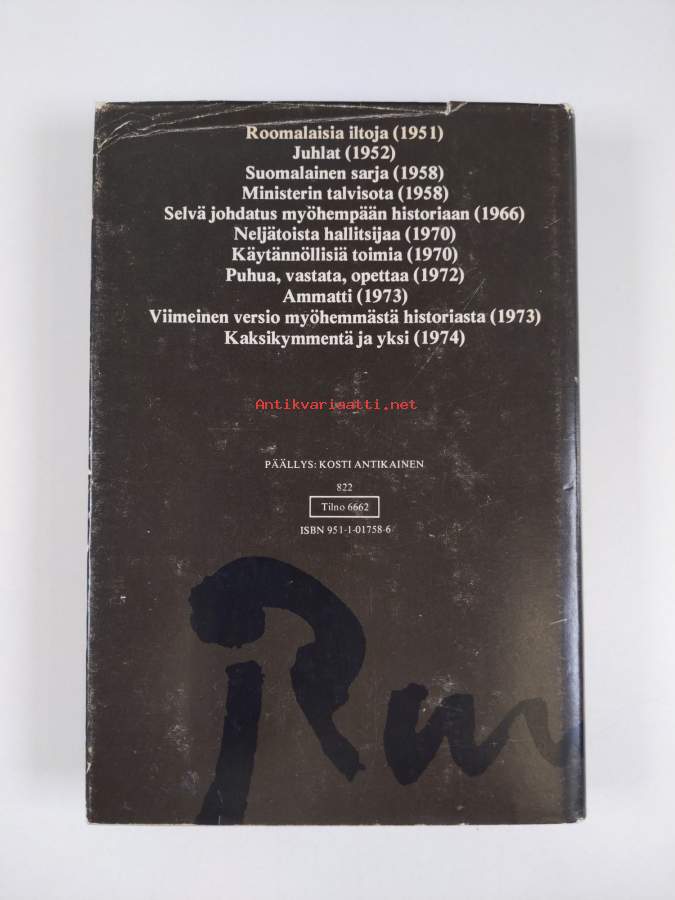 Roomalaisia iltoja (1951)
Juhlat (1952)
Suomalainen sarja (1958)
Ministerin talvisota (1958)
Selvä johdatus myöhempään historiaan (1966)
Neljätoista hallitsijaa (1970)
Käytännöllisiä toimia (1970)
Puhua, vastata, opettaa (1972)
Ammatti (1973)
Viimeinen versio myöhemmästä historiasta (1973)
Kaksikymmentä ja yksi (1974)
Antikvariaatti.net
PÄÄLLYS: KOSTI ANTIKAINEN
822
Tilno 6662
ISBN 951-1-01758-6